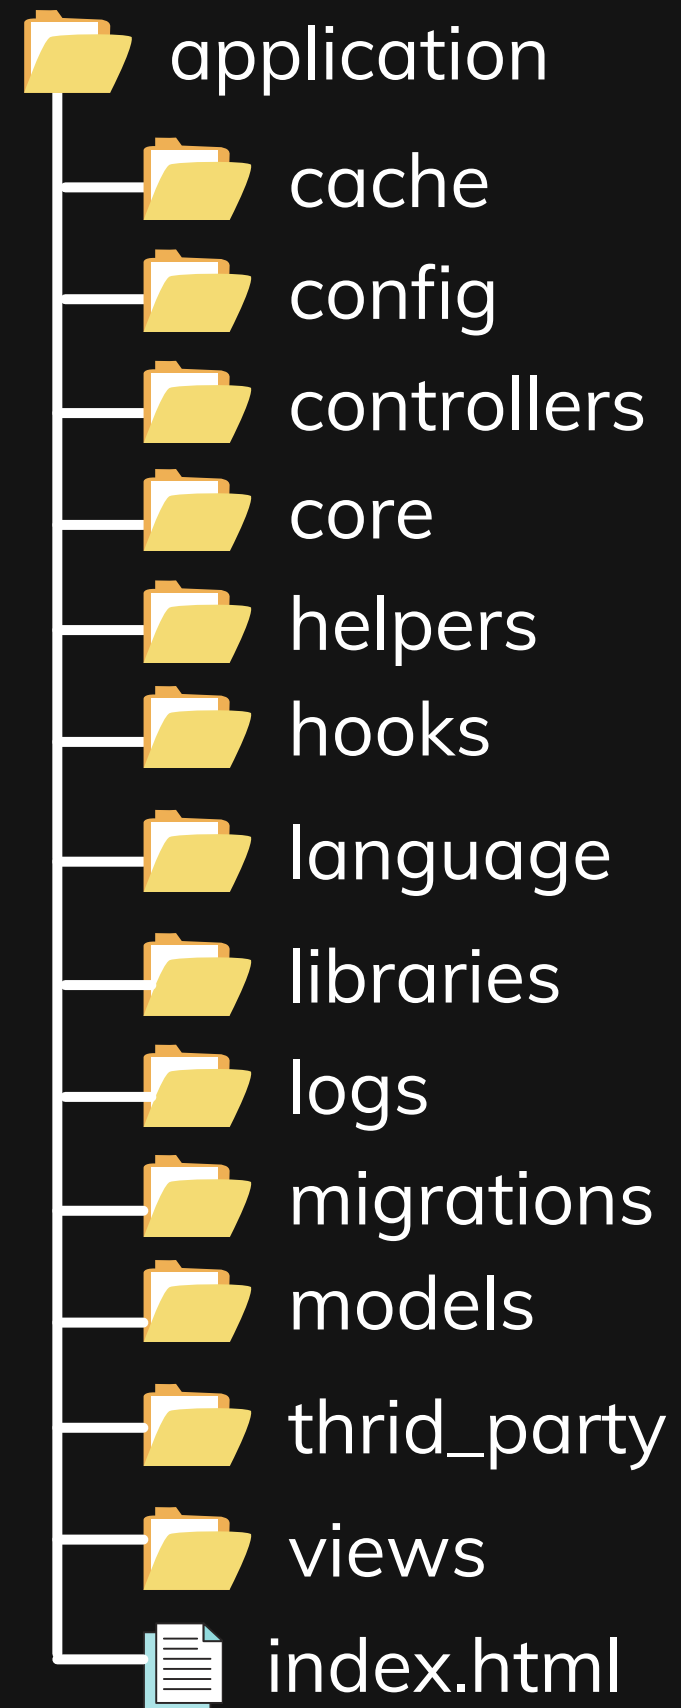 application
cache
config
controllers
core
helpers
hooks
language
libraries
logs
migrations
models
thrid_party
views
index.html